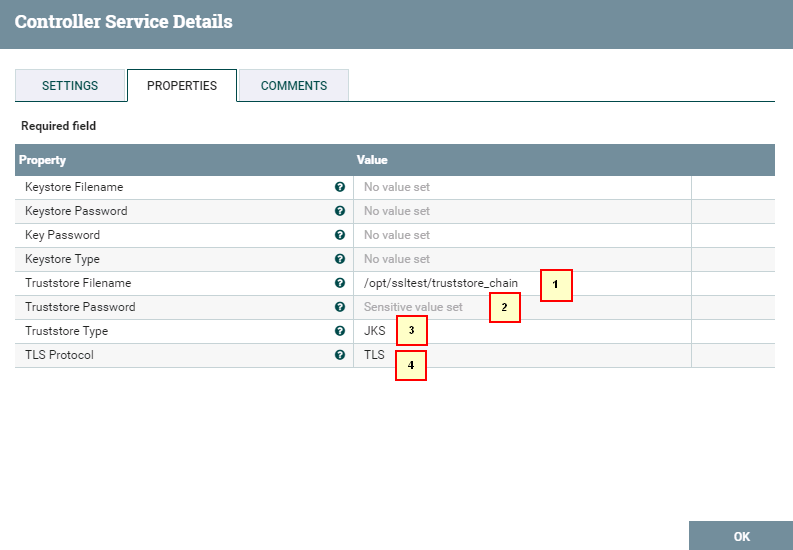 Controller Service Details
SETTINGS PROPERTIES COMMENTS
Required field
Property Value
Keystore Filename ? No value set
Keystore Password ? No value set
Key Password ? No value set
Keystore Type ? No value set
Truststore Filename ? /opt/ssltest/truststore_chain 1
Truststore Password ? Sensitive value set 2
Truststore Type ? JKS 3
TLS Protocol ? TLS 4
OK